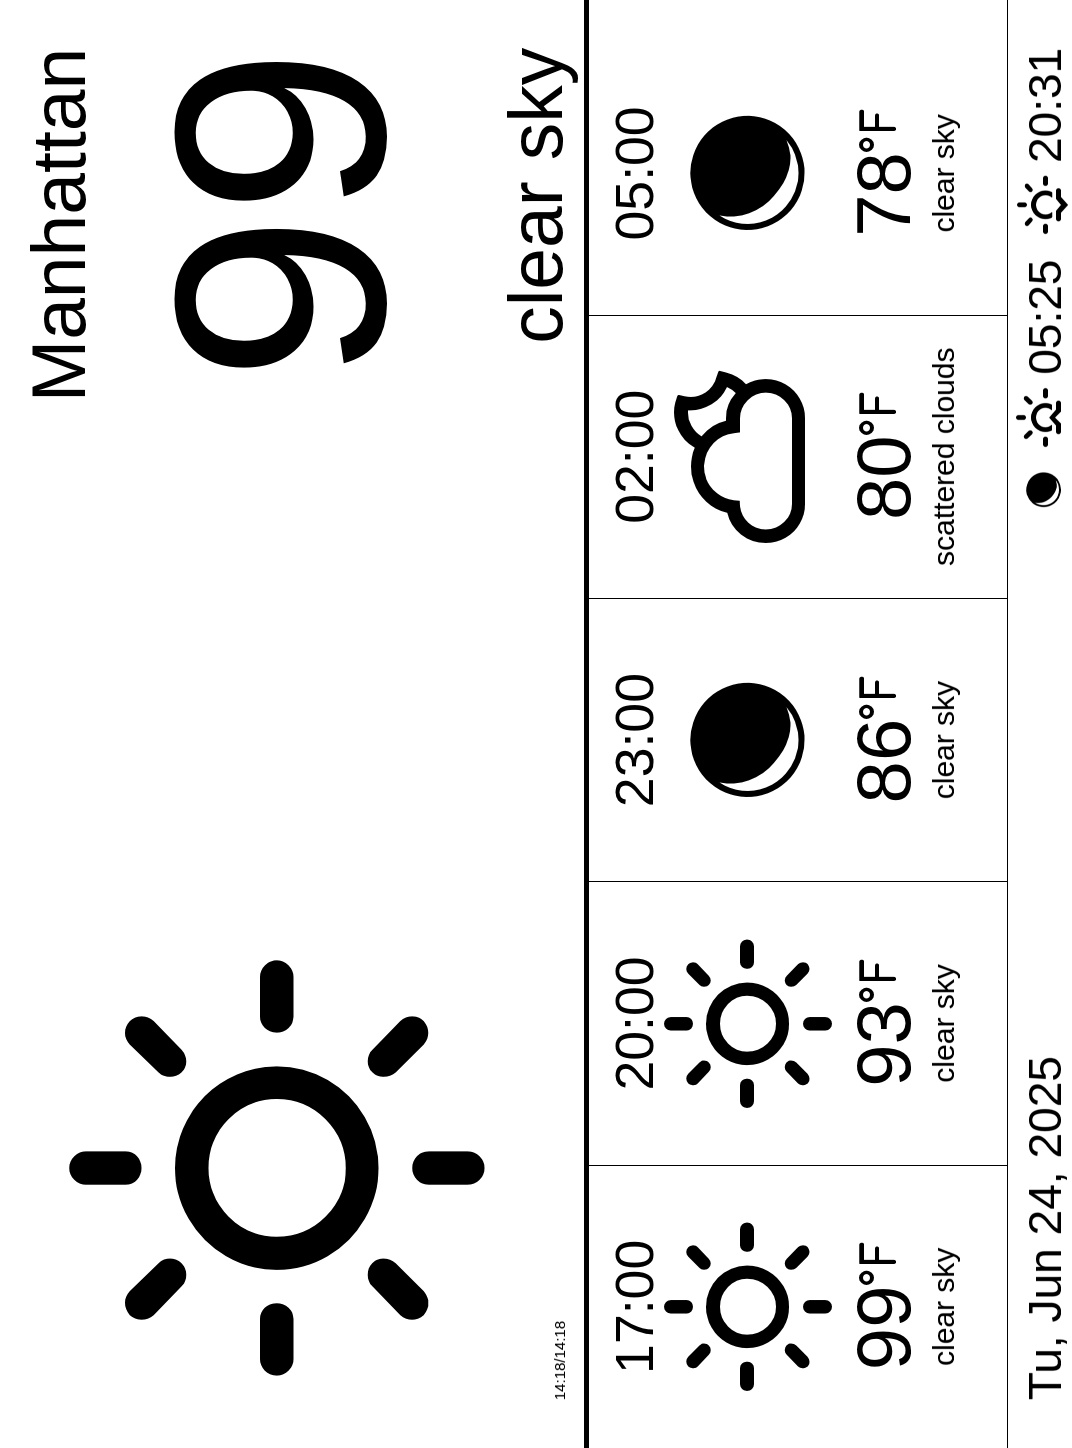 Manhattan
99
clear sky
14:18/14:18
17:00 20:00 23:00 02:00 05:00
99°F 93°F 86°F 80°F 78°F
clear sky clear sky clear sky scattered clouds clear sky
Tu, Jun 24, 2025 05:25 20:31